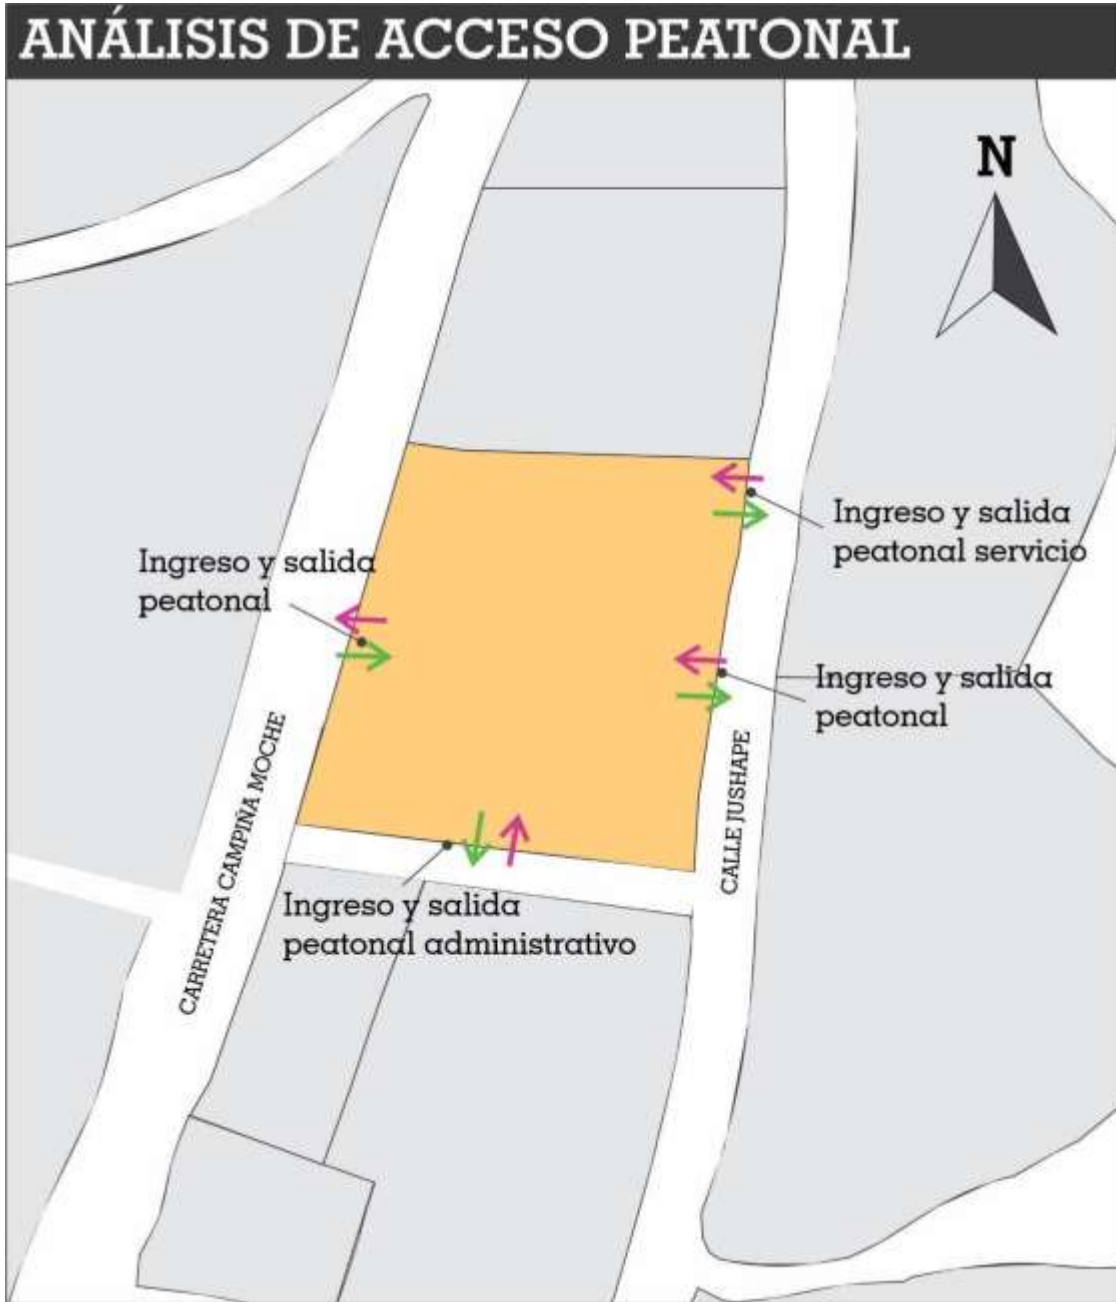 ANÁLISIS DE ACCESO PEATONAL
N
Ingreso y salida
peatonal servicio
Ingreso y salida
peatonal
Ingreso y salida
peatonal
CARRETERA CAMPIÑA MOCHE
CALLE JUSHAPE
Ingreso y salida
peatonal administrativo